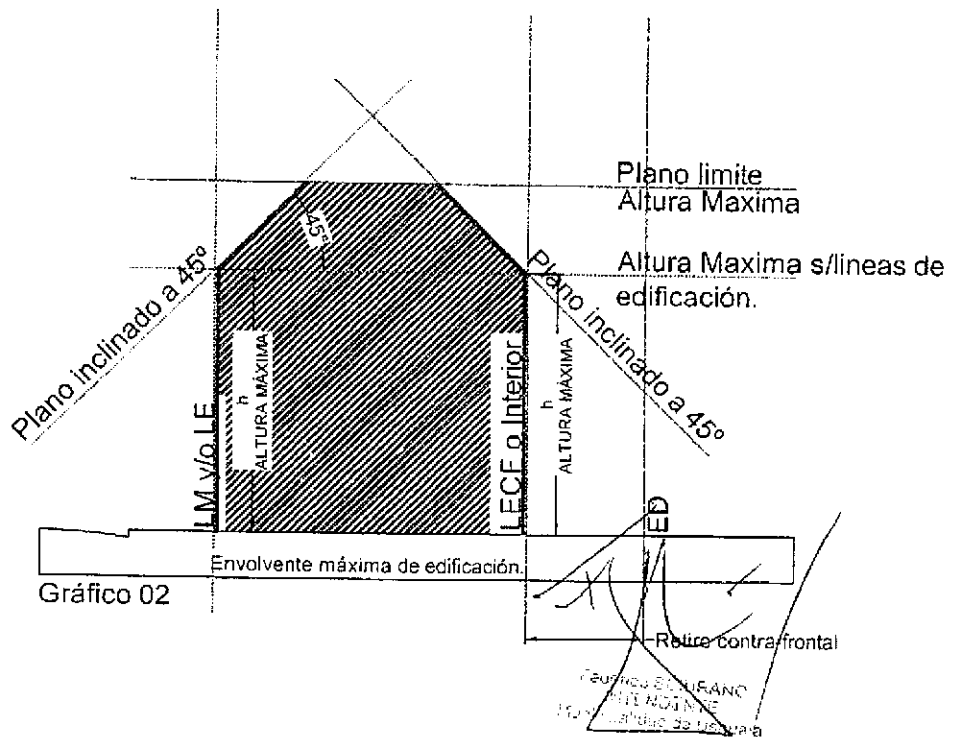 Plano limite
Altura Maxima
45º
Altura Maxima s/lineas de
edificación.
Plano inclinado a 45º
Plano inclinado a 45º
LM y/o LE
h
ALTURA MÁXIMA
LECF o Interior
h
ALTURA MÁXIMA
ED
Envolvente máxima de edificación.
Gráfico 02
Retire contra-frontal